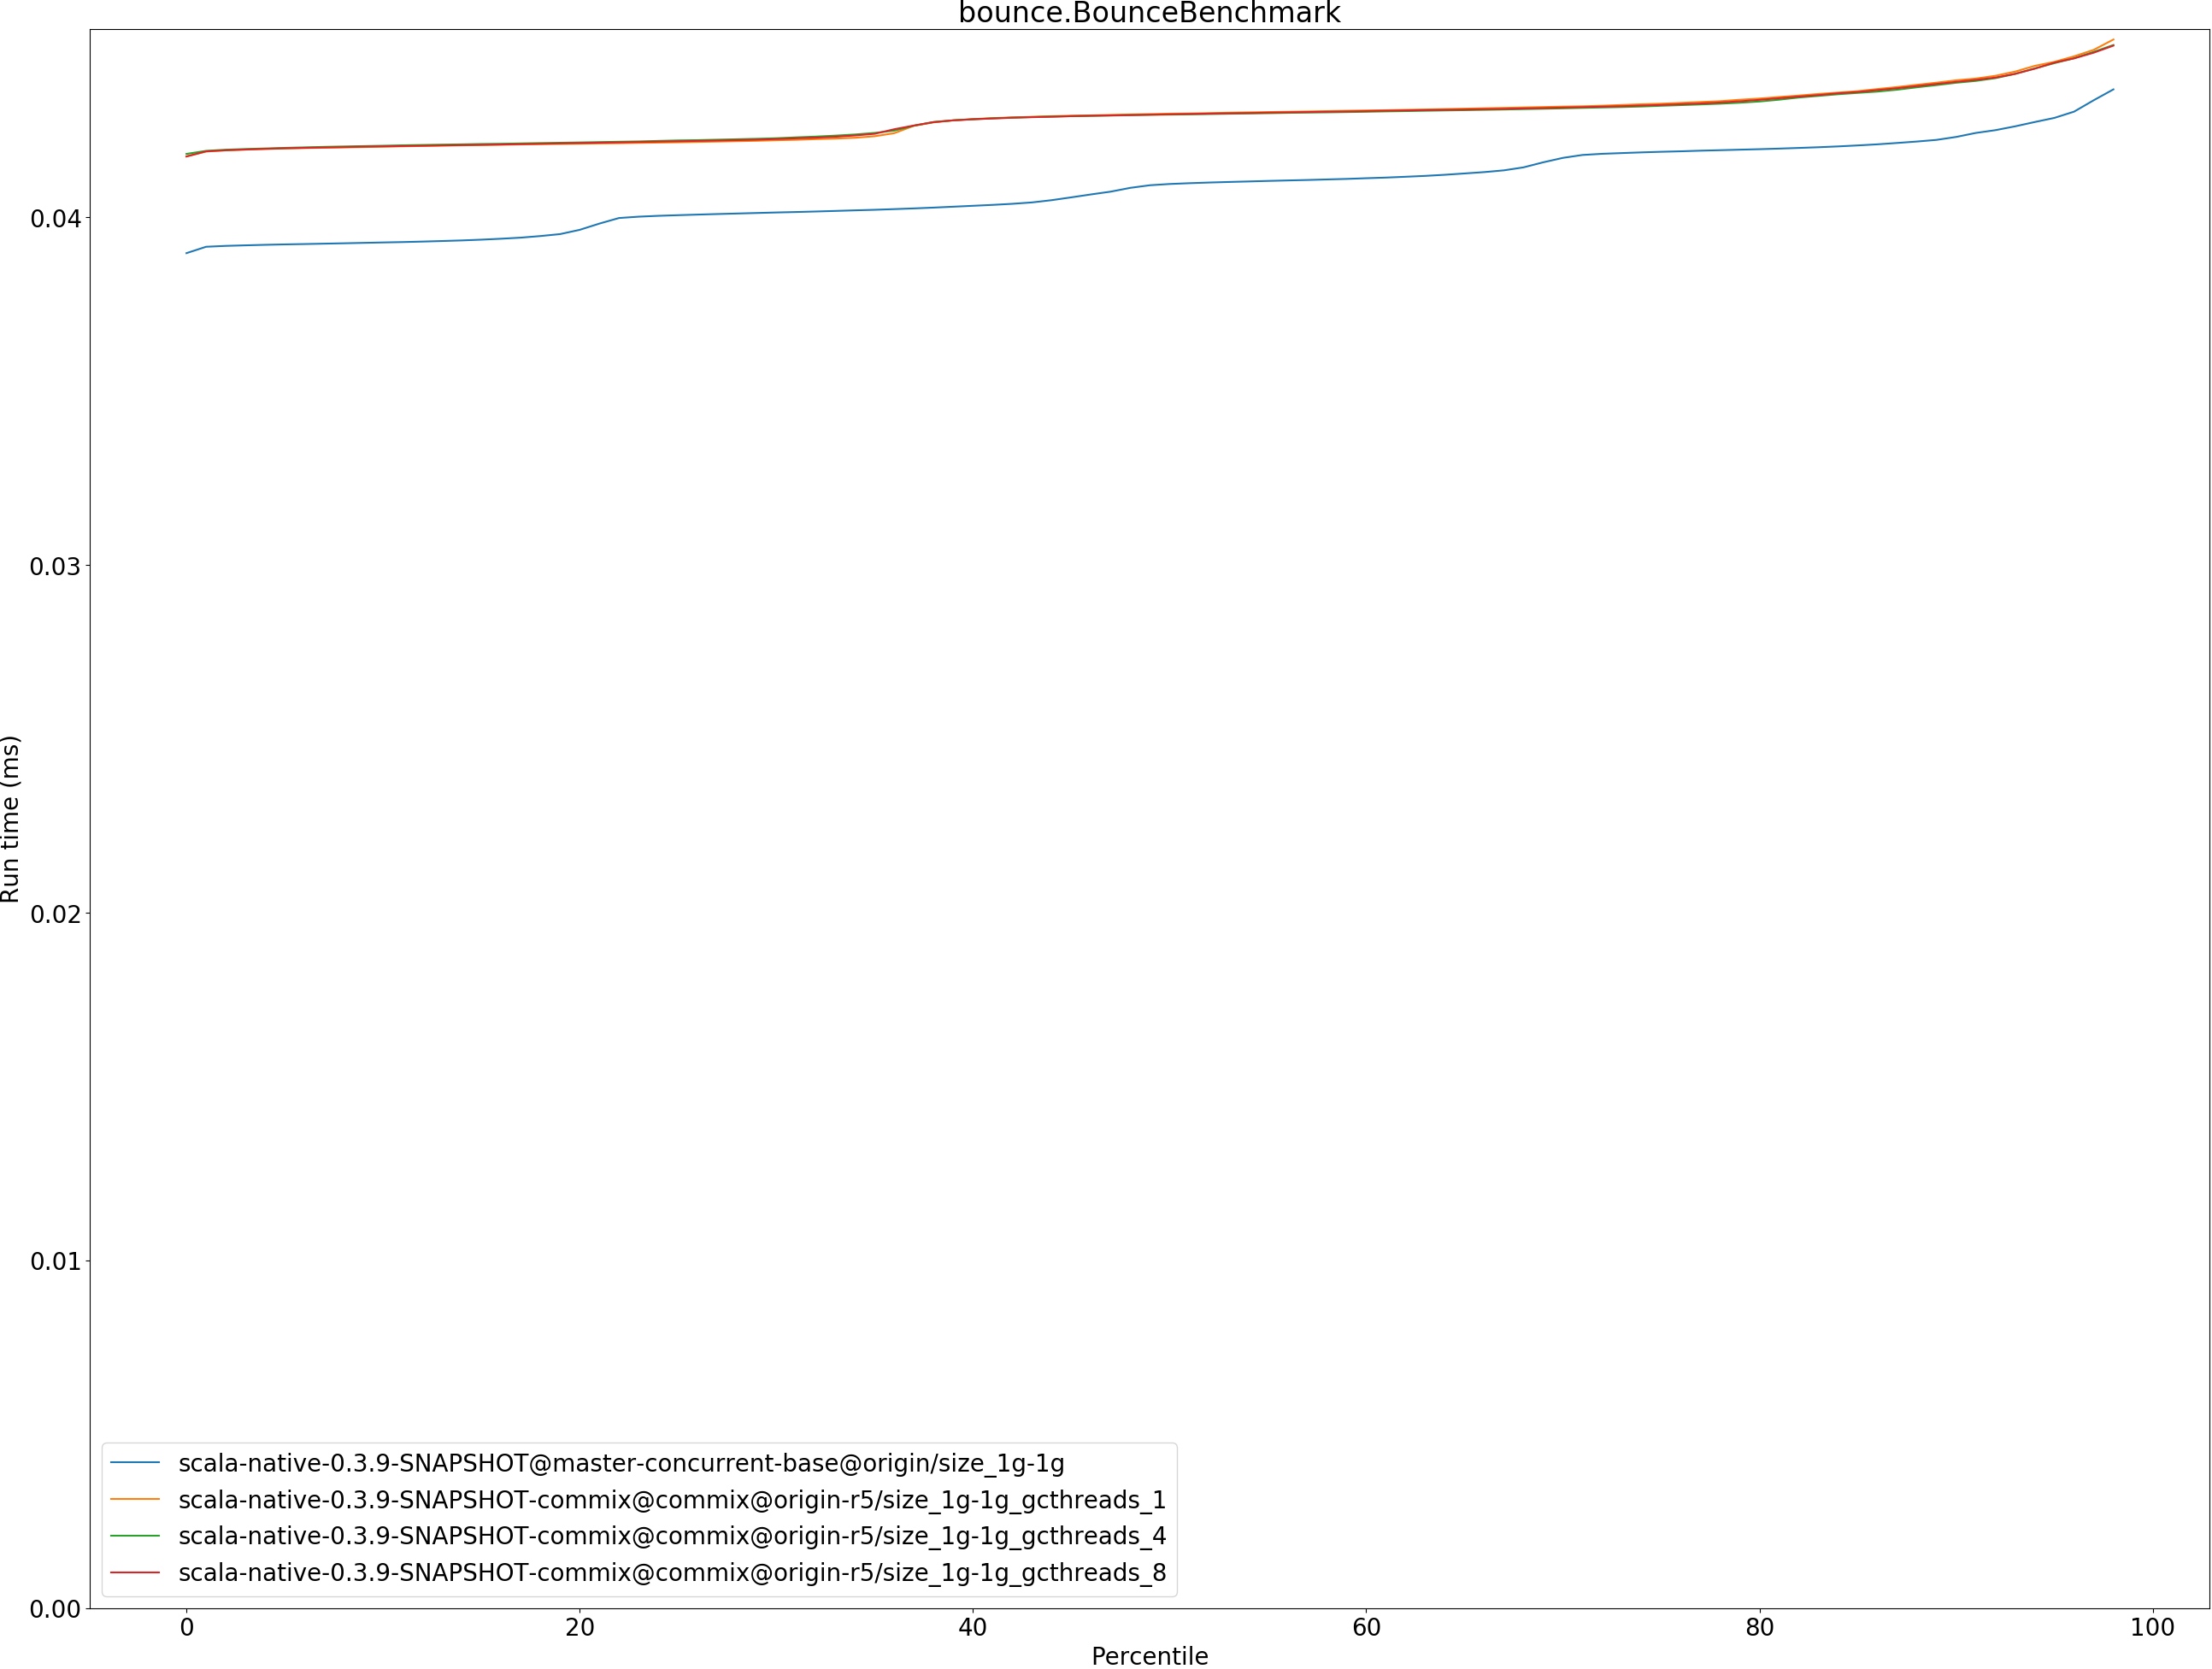 bounce.BounceBenchmark
0.04
0.03
0.02
0.01
0.00
Run time (ms)
scala-native-0.3.9-SNAPSHOT@master-concurrent-base@origin/size_1g-1g
scala-native-0.3.9-SNAPSHOT-commix@commix@origin-r5/size_1g-1g_gcthreads_1
scala-native-0.3.9-SNAPSHOT-commix@commix@origin-r5/size_1g-1g_gcthreads_4
scala-native-0.3.9-SNAPSHOT-commix@commix@origin-r5/size_1g-1g_gcthreads_8
0 20 40 60 80 100
Percentile